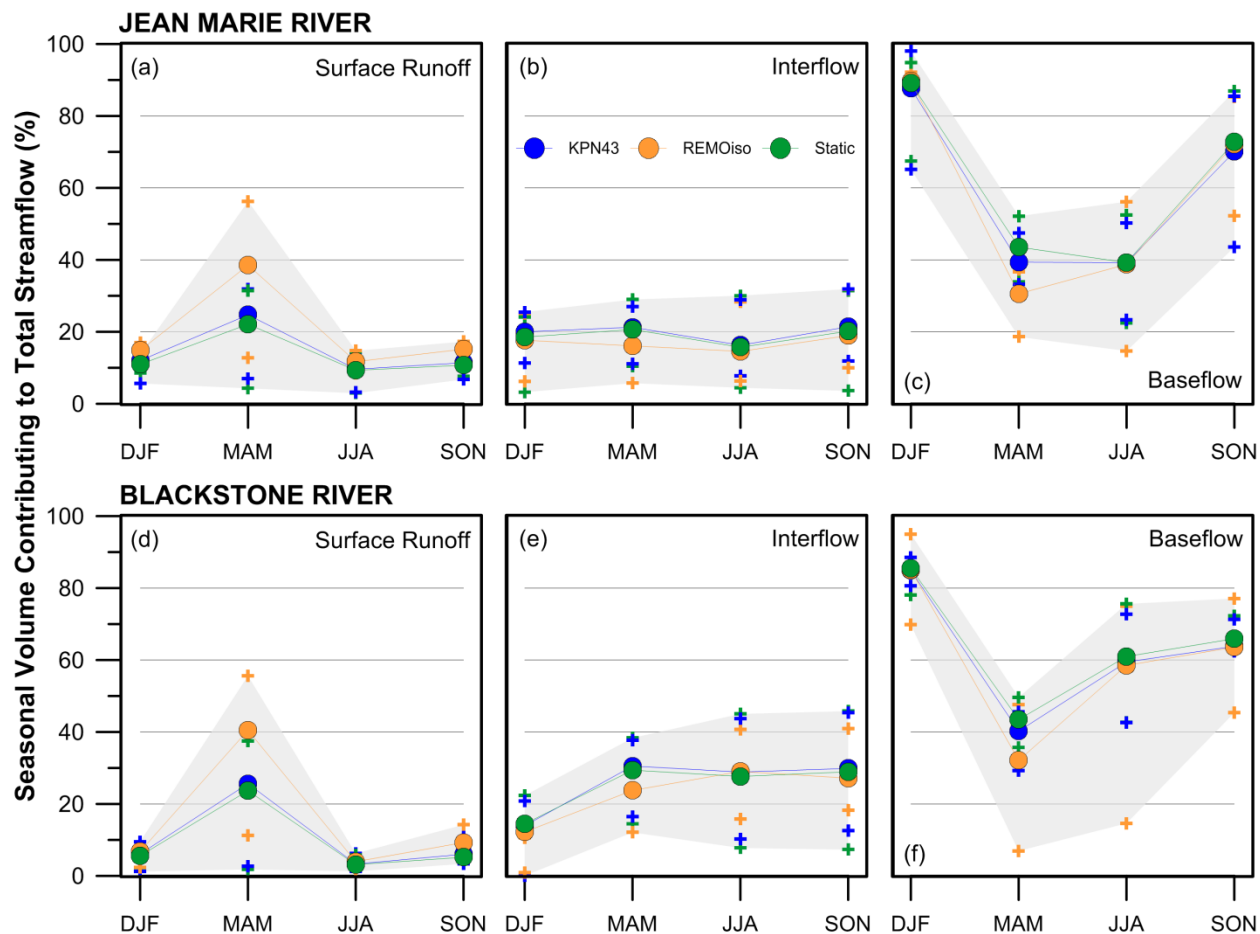 JEAN MARIE RIVER
Seasonal Volume Contributing to Total Streamflow (%)
100
80
60
40
20
0
(a)
Surface Runoff
DJF MAM JJA SON
(b)
Interflow
KPN43 REMOiso Static
DJF MAM JJA SON
(c)
Baseflow
DJF MAM JJA SON
BLACKSTONE RIVER
100
80
60
40
20
0
(d)
Surface Runoff
DJF MAM JJA SON
(e)
Interflow
DJF MAM JJA SON
Baseflow
(f)
DJF MAM JJA SON